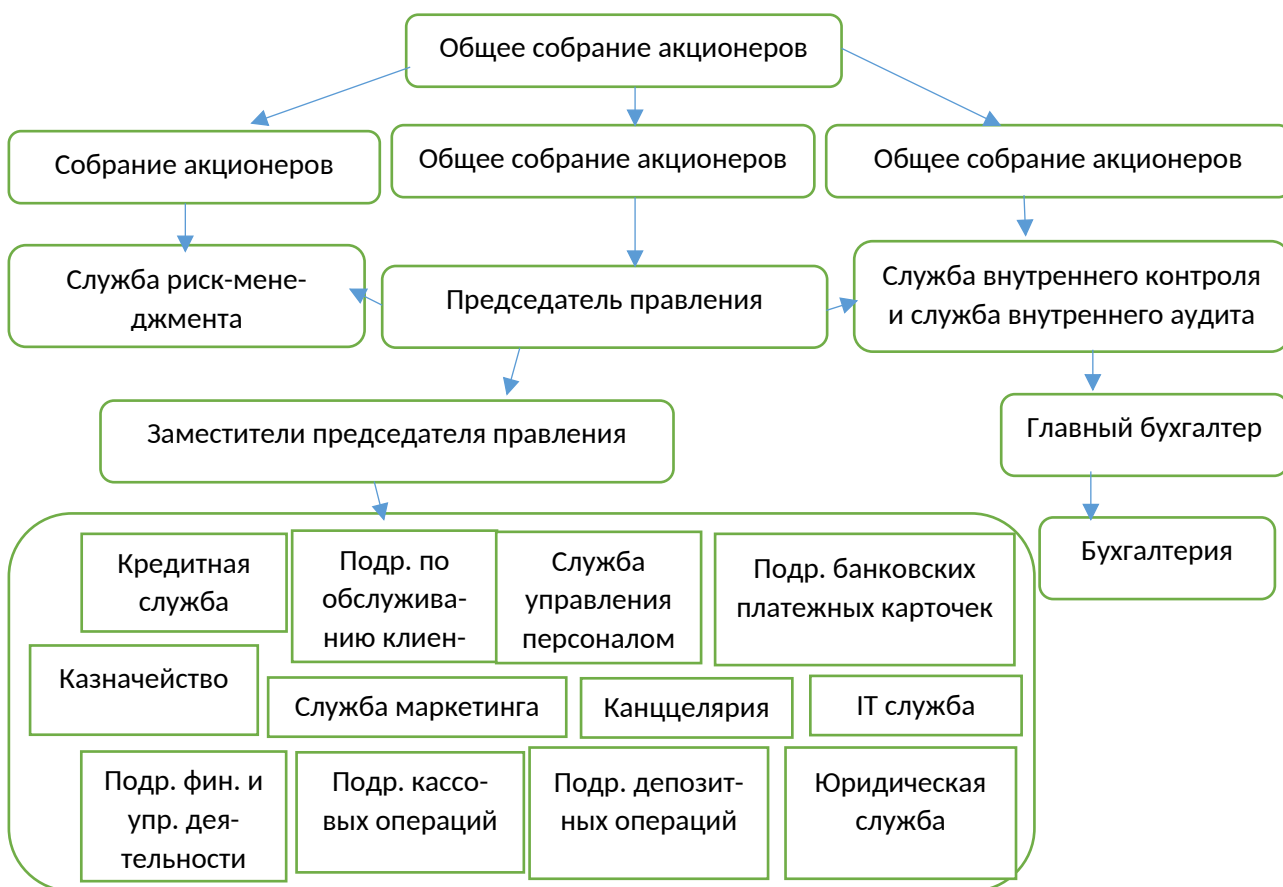 Общее собрание акционеров
Собрание акционеров
Общее собрание акционеров
Общее собрание акционеров
Служба риск-мене-
джмента
Председатель правления
Служба внутреннего контроля
и служба внутреннего аудита
Заместители председателя правления
Главный бухгалтер
Бухгалтерия
Кредитная
служба
Подр. по
обслужива-
нию клиен-
Служба
управления
персоналом
Подр. банковских
платежных карточек
Казначейство
Служба маркетинга
Канццелярия
IT служба
Подр. фин. и
упр. дея-
тельности
Подр. кассо-
вых операций
Подр. депозит-
ных операций
Юридическая
служба